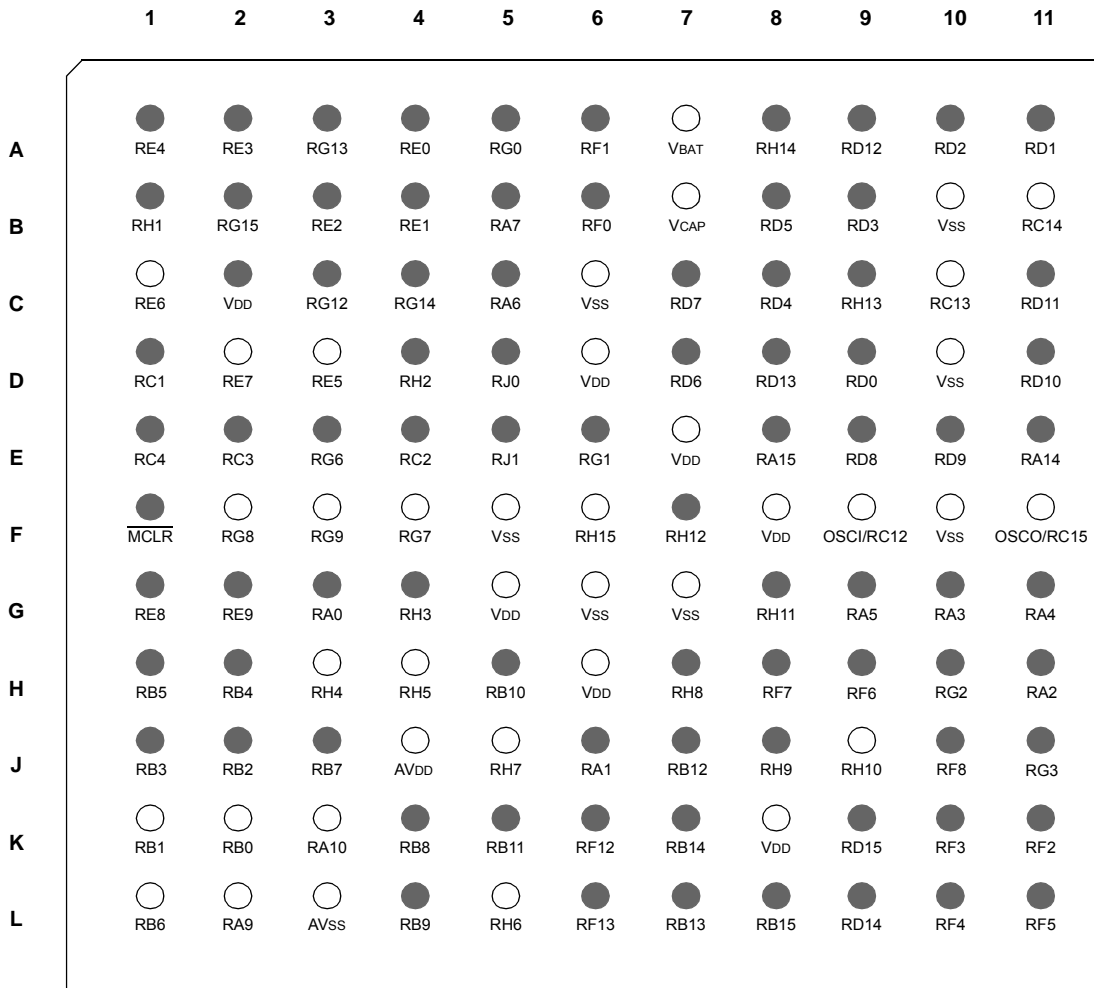 1 2 3 4 5 6 7 8 9 10 11
A RE4 RE3 RG13 RE0 RG0 RF1 VBAT RH14 RD12 RD2 RD1
B RH1 RG15 RE2 RE1 RA7 RF0 VCAP RD5 RD3 VSS RC14
C RE6 VDD RG12 RG14 RA6 VSS RD7 RD4 RH13 RC13 RD11
D RC1 RE7 RE5 RH2 RJ0 VDD RD6 RD13 RD0 VSS RD10
E RC4 RC3 RG6 RC2 RJ1 RG1 VDD RA15 RD8 RD9 RA14
F MCLR RG8 RG9 RG7 VSS RH15 RH12 VDD OSCI/RC12 VSS OSCO/RC15
G RE8 RE9 RA0 RH3 VDD VSS VSS RH11 RA5 RA3 RA4
H RB5 RB4 RH4 RH5 RB10 VDD RH8 RF7 RF6 RG2 RA2
J RB3 RB2 RB7 AVDD RH7 RA1 RB12 RH9 RH10 RF8 RG3
K RB1 RB0 RA10 RB8 RB11 RF12 RB14 VDD RD15 RF3 RF2
L RB6 RA9 AVSS RB9 RH6 RF13 RB13 RB15 RD14 RF4 RF5